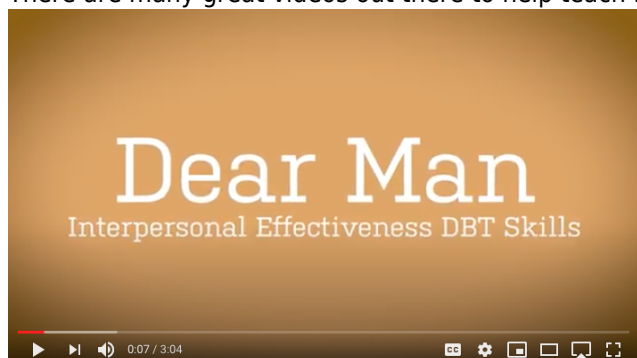 There are many great videos out there to help teach
Dear Man
Interpersonal Effectiveness DBT Skills
0:07 / 3:04
CC